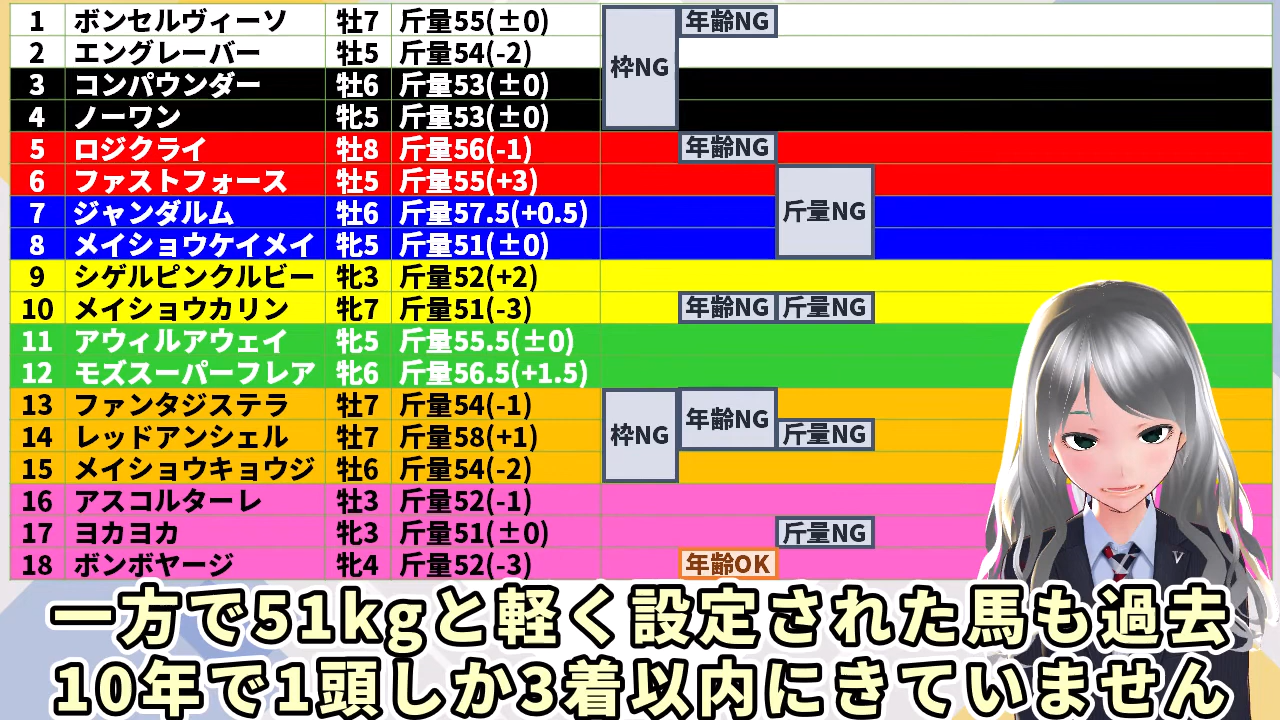 1 ボンセルヴィーソ 牡7 斤量55(±0) 年齢NG
2 エングレーバー 牡5 斤量54(-2)
枠NG
3 コンパウンダー 牡6 斤量53(±0)
4 ノーワン 牝5 斤量53(±0)
5 ロジクライ 牡8 斤量56(-1) 年齢NG
6 ファストフォース 牡5 斤量55(+3)
7 ジャンダルム 牡6 斤量57.5(+0.5) 斤量NG
8 メイショウケイメイ 牝5 斤量51(±0)
9 シゲルピンクルビー 牝3 斤量52(+2)
10 メイショウカリン 牝7 斤量51(-3) 年齢NG 斤量NG
11 アウィルアウェイ 牝5 斤量55.5(±0)
12 モズスーパーフレア 牝6 斤量56.5(+1.5)
13 ファンタジステラ 牡7 斤量54(-1) 年齢NG
14 レッドアンシェル 牡7 斤量58(+1) 枠NG 斤量NG
15 メイショウキョウジ 牡6 斤量54(-2)
16 アスコルターレ 牡3 斤量52(-1)
17 ヨカヨカ 牝3 斤量51(±0) 斤量NG
18 ボンボヤージ 牝4 斤量52(-3) 年齢OK
一方で51kgと軽く設定された馬も過去
10年で1頭しか3着以内にきていません